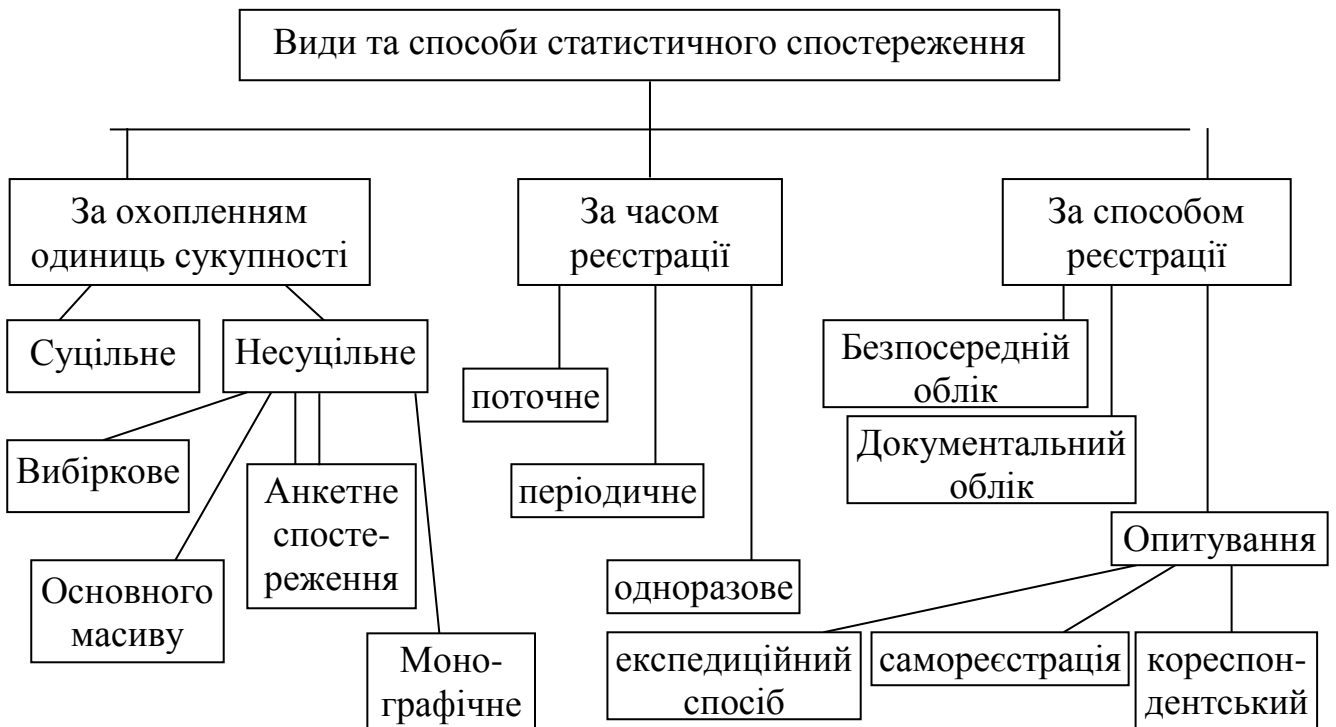 Види та способи статистичного спостереження
За охопленням
одиниць сукупності
За часом
реєстрації
За способом
реєстрації
Суцільне
Несуцільне
поточне
Безпосередній
облік
Вибіркове
Анкетне
спосте-
реження
періодичне
Документальний
облік
Основного
масиву
одноразове
Опитування
Моно-
графічне
експедиційний
спосіб
самореєстрація
кореспон-
дентський